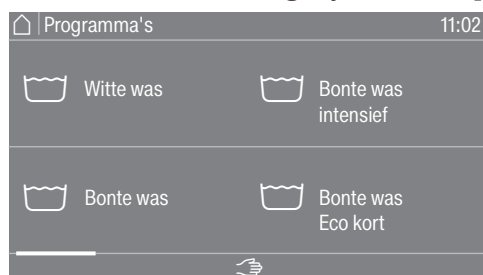 Programma's 11:02
Witte was
Bonte was
intensief
Bonte was
Bonte was
Eco kort